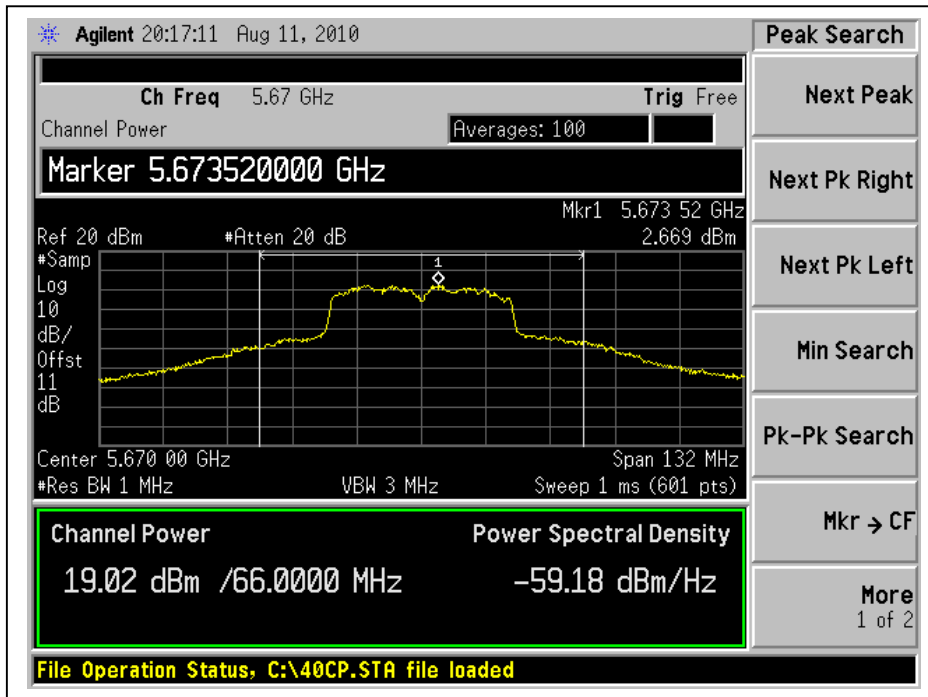 Agilent 20:17:11 Aug 11, 2010
Peak Search
Ch Freq 5.67 GHz Trig Free
Channel Power Averages: 100
Marker 5.673520000 GHz
Mkr1 5.673 52 GHz
Ref 20 dBm #Atten 20 dB 2.669 dBm
#Samp
Log
10
dB/
Offst
11
dB
1
Center 5.670 00 GHz Span 132 MHz
#Res BW 1 MHz VBW 3 MHz Sweep 1 ms (601 pts)
Channel Power Power Spectral Density
19.02 dBm /66.0000 MHz -59.18 dBm/Hz
File Operation Status, C:\40CP.STA file loaded
Next Peak
Next Pk Right
Next Pk Left
Min Search
Pk-Pk Search
Mkr → CF
More
1 of 2